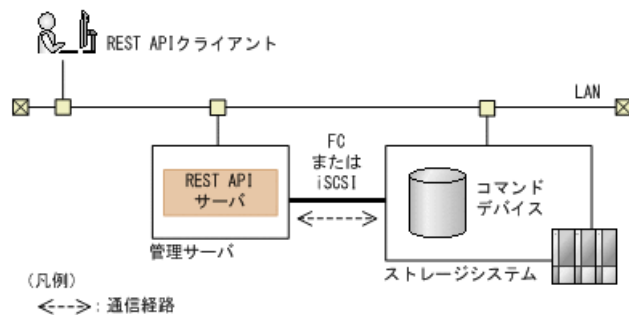 REST APIクライアント
LAN
FC
または
iSCSI
REST API
サーバ
コマンド
デバイス
管理サーバ
ストレージシステム
(凡例)
<--->:通信経路